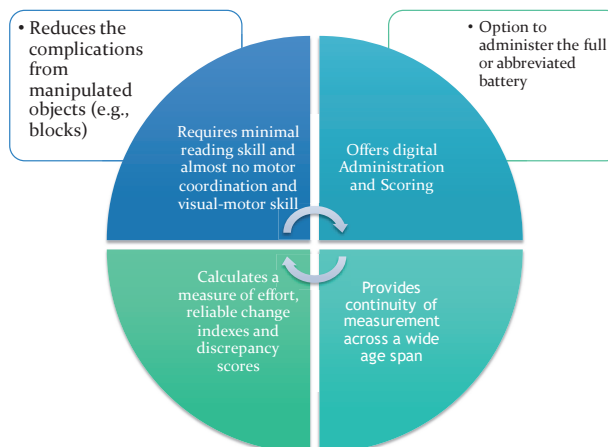 • Reduces the
complications
from
manipulated
objects (e.g.,
blocks)
• Option to
administer the full
or abbreviated
battery
Requires minimal
reading skill and
almost no motor
coordination and
visual-motor skill
Offers digital
Administration
and Scoring
Calculates a
measure of effort,
reliable change
indexes and
discrepancy
scores
Provides
continuity of
measurement
across a wide
age span